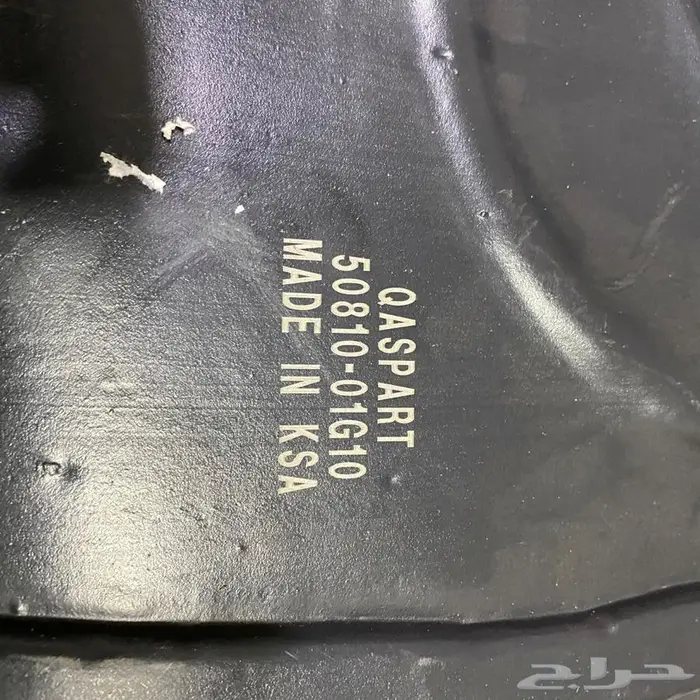 QASPART
50810-01G10
MADE IN KSA
حراج